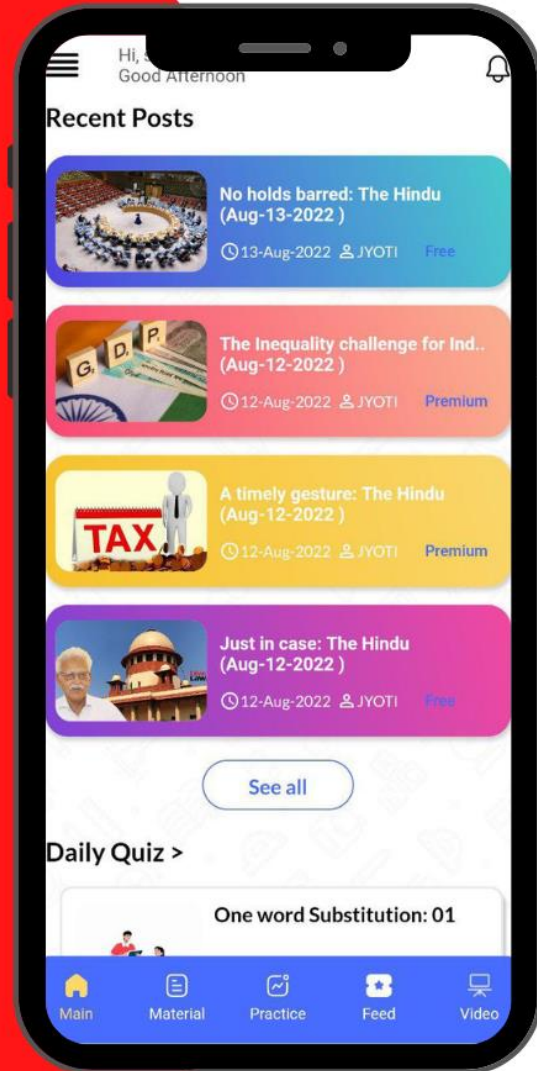 Hi,
Good Afternoon
Recent Posts
No holds barred: The Hindu
(Aug-13-2022 )
13-Aug-2022 JYOTI Free
G D P
The Inequality challenge for Ind..
(Aug-12-2022 )
12-Aug-2022 JYOTI Premium
TAX
A timely gesture: The Hindu
(Aug-12-2022 )
12-Aug-2022 JYOTI Premium
Just in case: The Hindu
(Aug-12-2022 )
12-Aug-2022 JYOTI Free
See all
Daily Quiz >
One word Substitution: 01
Main Material Practice Feed Video